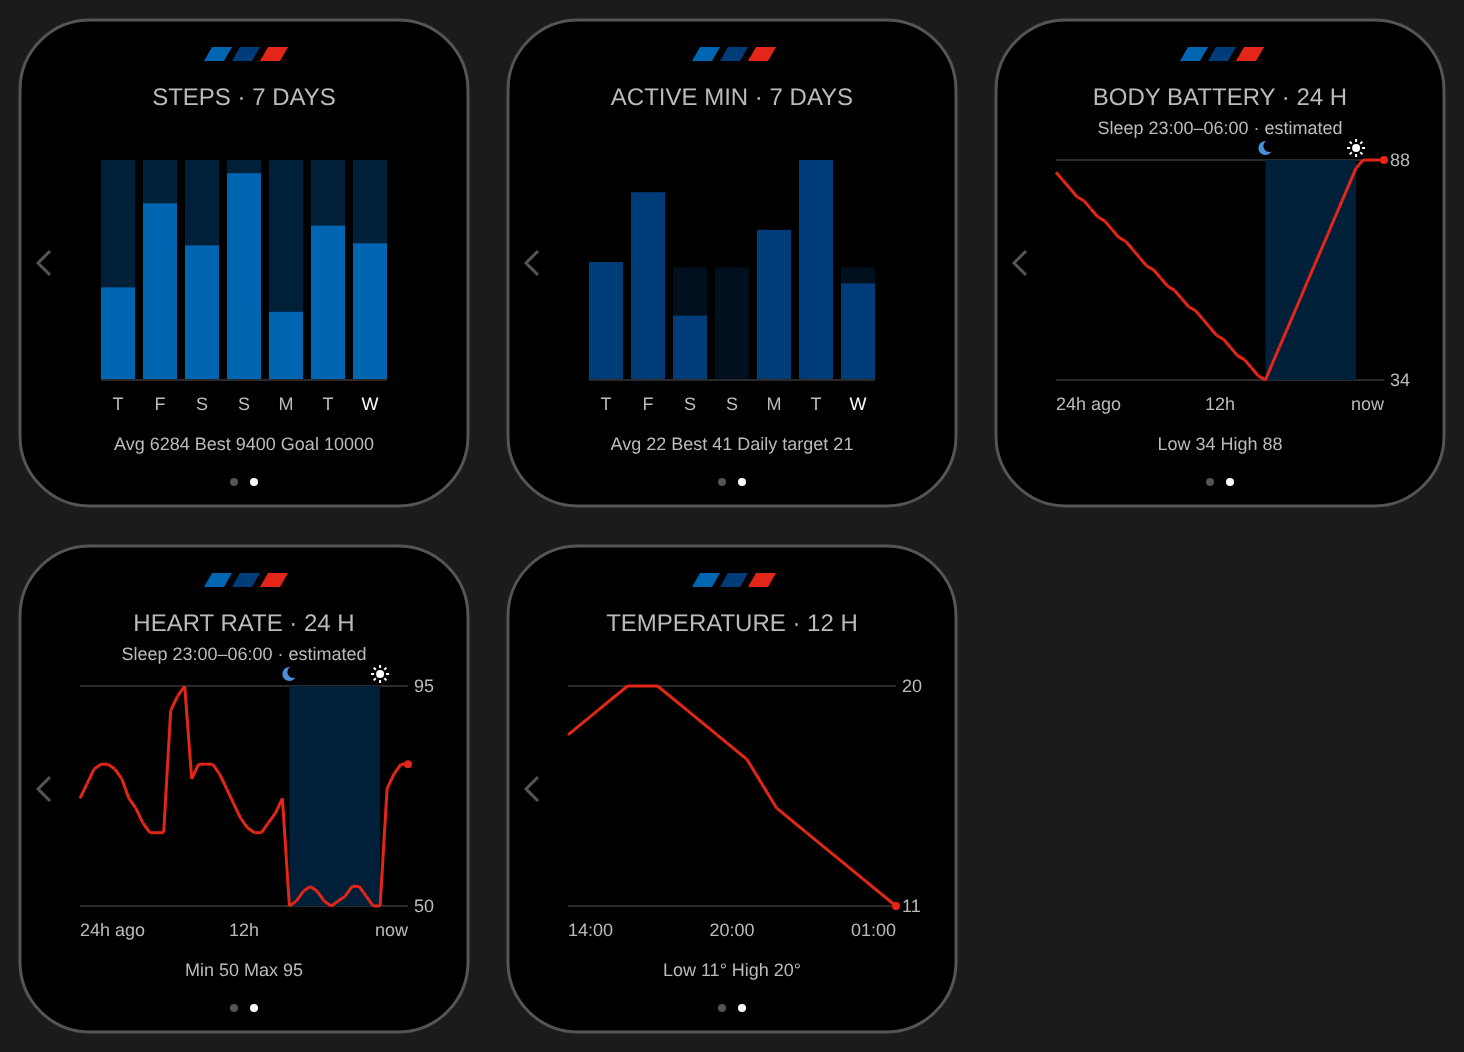 STEPS · 7 DAYS
T F S S M T W
Avg 6284 Best 9400 Goal 10000
ACTIVE MIN · 7 DAYS
T F S S M T W
Avg 22 Best 41 Daily target 21
BODY BATTERY · 24 H
Sleep 23:00–06:00 · estimated
88
34
24h ago 12h now
Low 34 High 88
HEART RATE · 24 H
Sleep 23:00–06:00 · estimated
95
50
24h ago 12h now
Min 50 Max 95
TEMPERATURE · 12 H
20
11
14:00 20:00 01:00
Low 11° High 20°